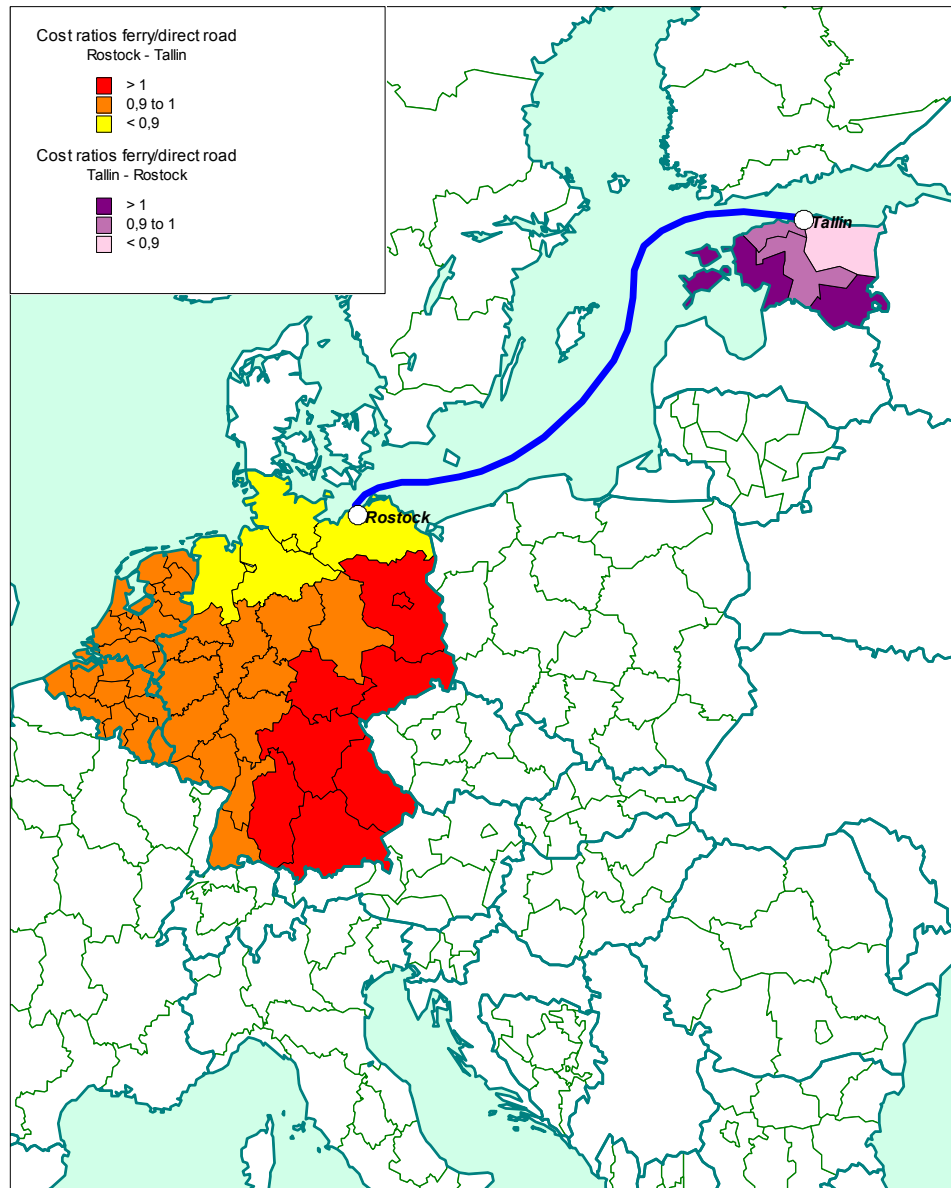 Cost ratios ferry/direct road
Rostock - Tallin
> 1
0,9 to 1
< 0,9
Cost ratios ferry/direct road
Tallin - Rostock
> 1
0,9 to 1
< 0,9
Tallin
Rostock